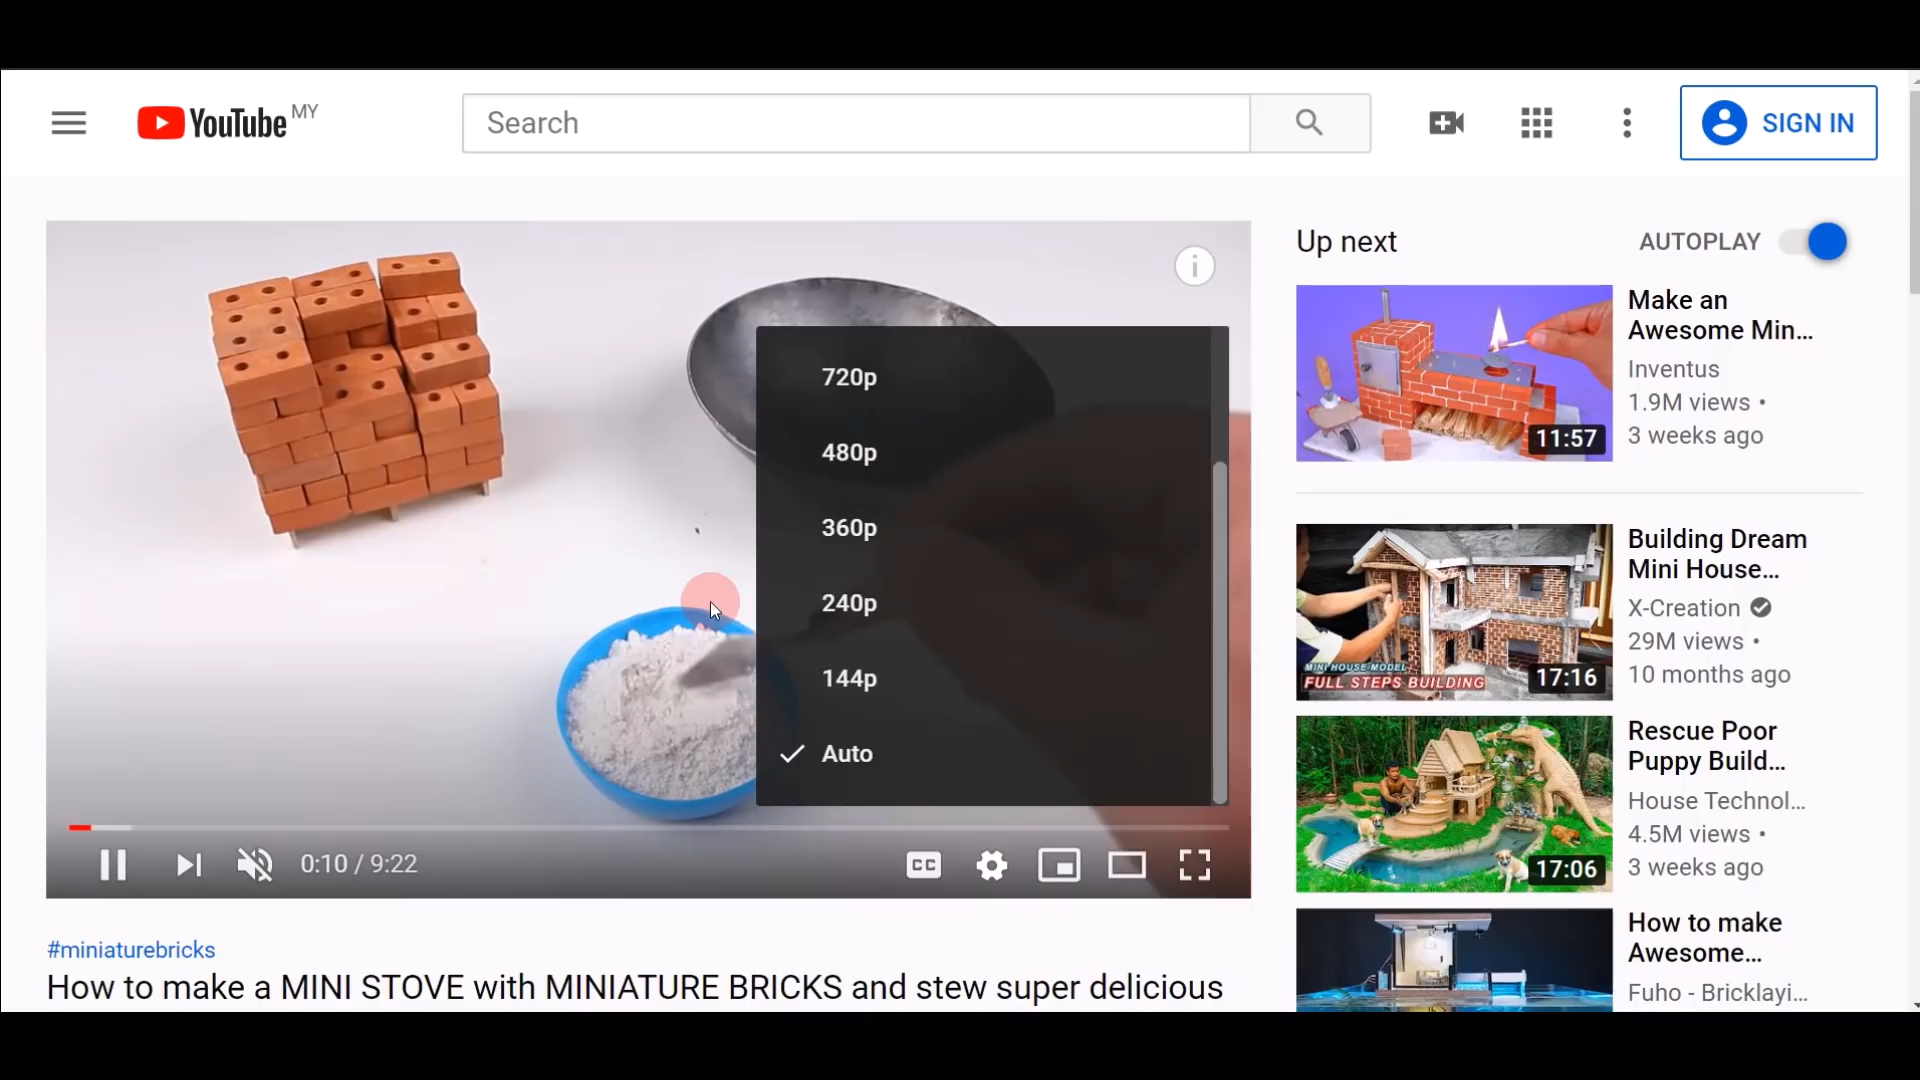 YouTube MY
Search
SIGN IN
720p
480p
360p
240p
144p
Auto
0:10 / 9:22
CC
#miniaturebricks
How to make a MINI STOVE with MINIATURE BRICKS and stew super delicious
Up next
AUTOPLAY
11:57
Make an
Awesome Min...
Inventus
1.9M views •
3 weeks ago
MINI HOUSE MODEL
FULL STEPS BUILDING
17:16
Building Dream
Mini House...
X-Creation
29M views •
10 months ago
17:06
Rescue Poor
Puppy Build...
House Technol...
4.5M views •
3 weeks ago
How to make
Awesome...
Fuho - Bricklayi...